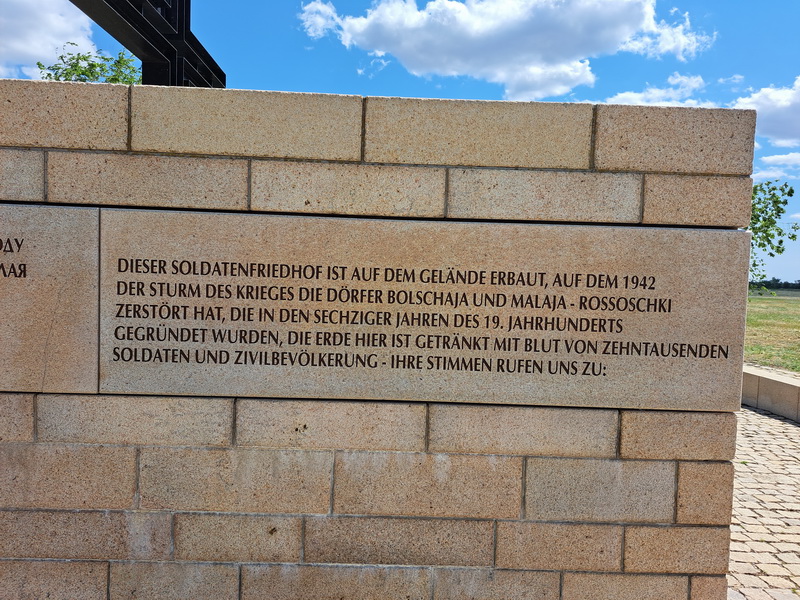 ОДУ
ЛАЯ
DIESER SOLDATENFRIEDHOF IST AUF DEM GELÄNDE ERBAUT, AUF DEM 1942
DER STURM DES KRIEGES DIE DÖRFER BOLSCHAJA UND MALAJA - ROSSOSCHKI
ZERSTÖRT HAT, DIE IN DEN SECHZIGER JAHREN DES 19. JAHRHUNDERTS
GEGRÜNDET WURDEN, DIE ERDE HIER IST GETRÄNKT MIT BLUT VON ZEHNTAUSENDEN
SOLDATEN UND ZIVILBEVÖLKERUNG - IHRE STIMMEN RUFEN UNS ZU: